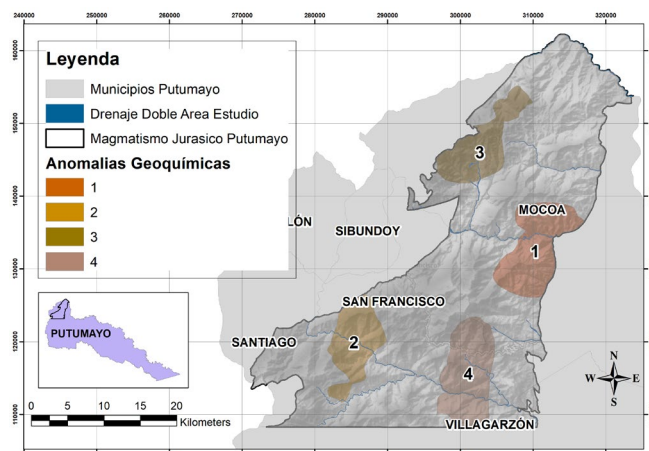 240000 250000 260000 270000 280000 290000 300000 310000 320000
160000
150000
140000
130000
120000
110000
Leyenda
Municipios Putumayo
Drenaje Doble Area Estudio
Magmatismo Jurasico Putumayo
Anomalias Geoquímicas
1
2
3
4
3
MOCOA
LÓN
SIBUNDOY
1
SAN FRANCISCO
SANTIAGO
2
4
VILLAGARZÓN
PUTUMAYO
N
W E
S
0 5 10 15 20
Kilometers